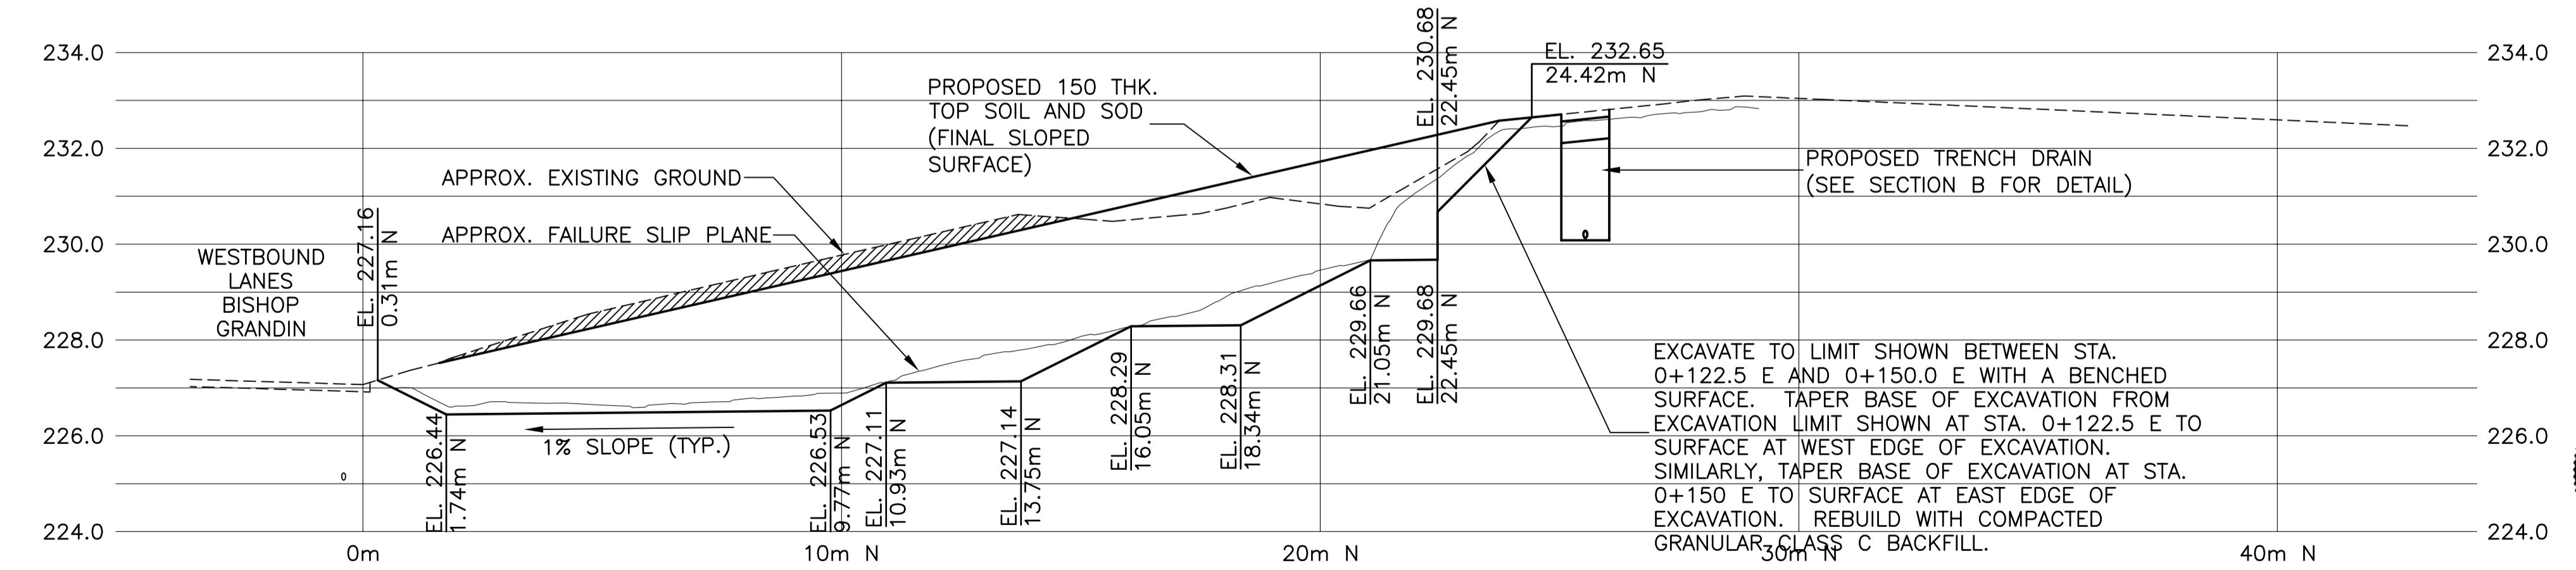 234.0
232.0
230.0
228.0
226.0
224.0
234.0
232.0
230.0
228.0
226.0
224.0
0m
10m N
20m N
30m N
40m N
WESTBOUND
LANES
BISHOP
GRANDIN
EL. 227.16
0.31m N
APPROX. EXISTING GROUND
APPROX. FAILURE SLIP PLANE
PROPOSED 150 THK.
TOP SOIL AND SOD
(FINAL SLOPED
SURFACE)
EL. 230.68
22.45m N
EL. 232.65
24.42m N
PROPOSED TRENCH DRAIN
(SEE SECTION B FOR DETAIL)
1% SLOPE (TYP.)
EL. 226.44
1.74m N
EL. 226.53
9.77m N
EL. 227.11
10.93m N
EL. 227.14
13.75m N
EL. 228.29
16.05m N
EL. 228.31
18.34m N
EL. 229.66
21.05m N
EL. 229.68
22.45m N
EXCAVATE TO LIMIT SHOWN BETWEEN STA.
0+122.5 E AND 0+150.0 E WITH A BENCHED
SURFACE. TAPER BASE OF EXCAVATION FROM
EXCAVATION LIMIT SHOWN AT STA. 0+122.5 E TO
SURFACE AT WEST EDGE OF EXCAVATION.
SIMILARLY, TAPER BASE OF EXCAVATION AT STA.
0+150 E TO SURFACE AT EAST EDGE OF
EXCAVATION. REBUILD WITH COMPACTED
GRANULAR CLASS C BACKFILL.